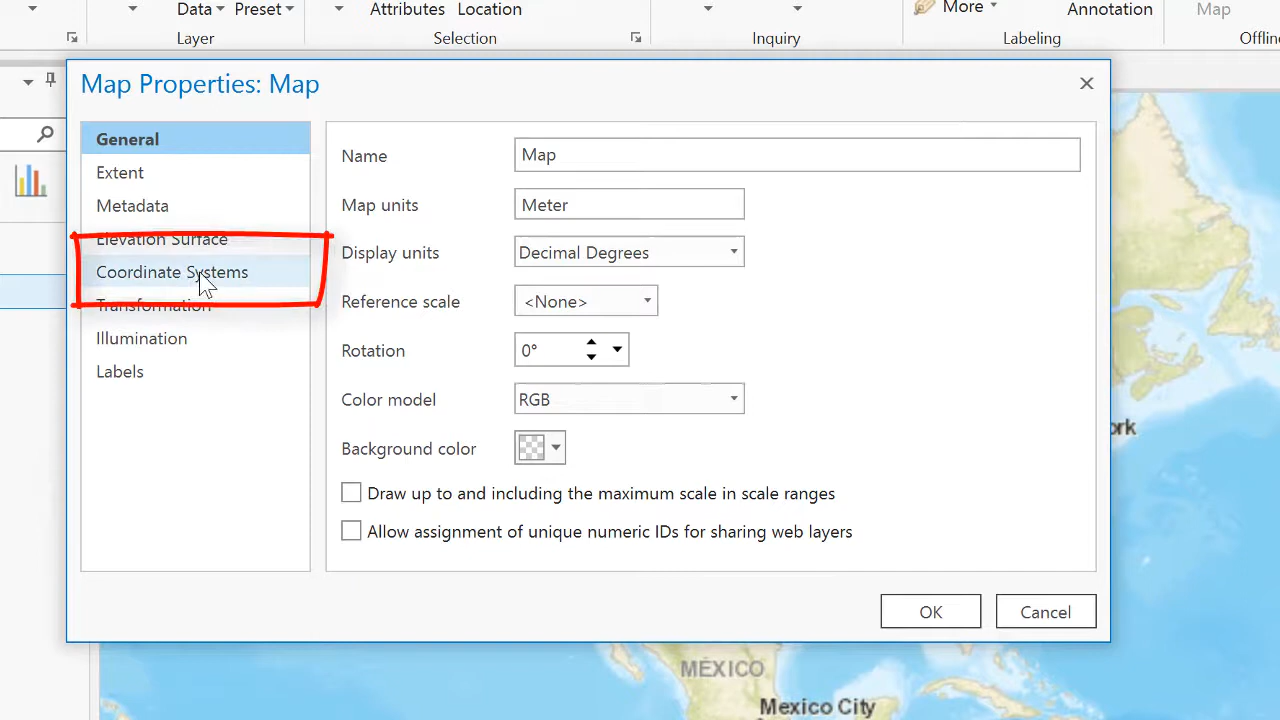 Data Preset Attributes Location More Annotation Map
Layer Selection Inquiry Labeling Offlin
Map Properties: Map
General
Extent
Metadata
Elevation Surface
Coordinate Systems
Transformation
Illumination
Labels
Name Map
Map units Meter
Display units Decimal Degrees
Reference scale <None>
Rotation 0°
Color model RGB
Background color
Draw up to and including the maximum scale in scale ranges
Allow assignment of unique numeric IDs for sharing web layers
OK Cancel
ork
MÉXICO
Mexico City